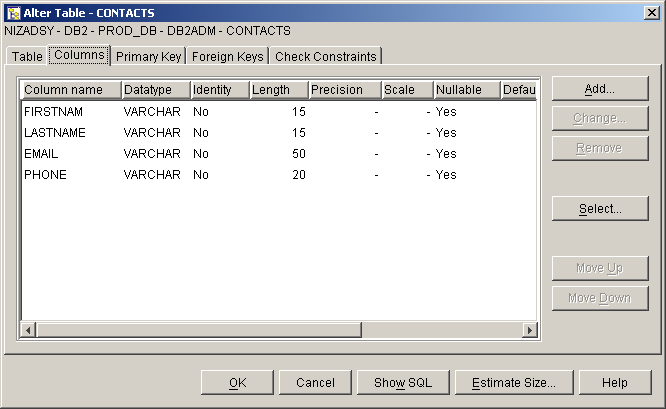 Alter Table - CONTACTS
NIZADSY - DB2 - PROD_DB - DB2ADM - CONTACTS
Table Columns Primary Key Foreign Keys Check Constraints
Column name Datatype Identity Length Precision Scale Nullable Defau
FIRSTNAM VARCHAR No 15 - - Yes
LASTNAME VARCHAR No 15 - - Yes
EMAIL VARCHAR No 50 - - Yes
PHONE VARCHAR No 20 - - Yes
Add...
Change...
Remove
Select...
Move Up
Move Down
OK Cancel Show SQL Estimate Size... Help